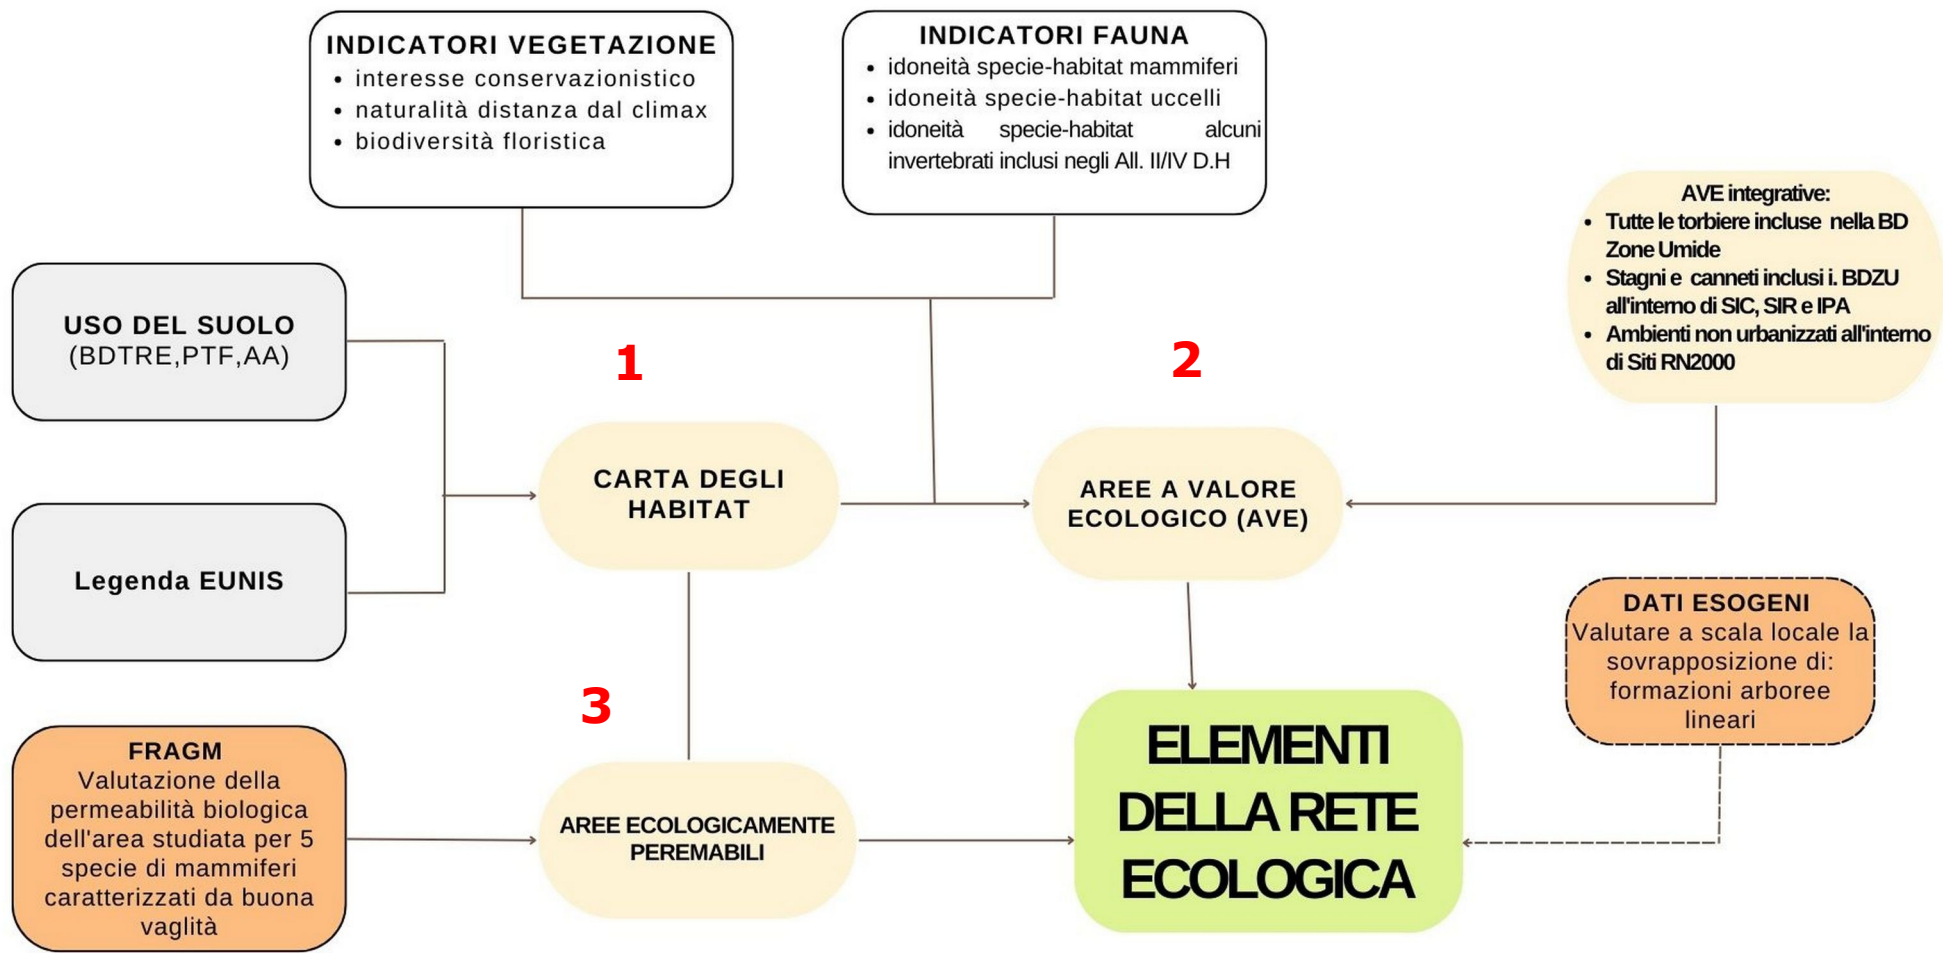 INDICATORI VEGETAZIONE
• interesse conservazionistico
• naturalità distanza dal climax
• biodiversità floristica
INDICATORI FAUNA
• idoneità specie-habitat mammiferi
• idoneità specie-habitat uccelli
• idoneità specie-habitat alcuni
invertebrati inclusi negli All. II/IV D.H
AVE integrative:
• Tutte le torbiere incluse nella BD
Zone Umide
• Stagni e canneti inclusi i. BDZU
all'interno di SIC, SIR e IPA
• Ambienti non urbanizzati all'interno
di Siti RN2000
USO DEL SUOLO
(BDTRE,PTF,AA)
1
2
CARTA DEGLI
HABITAT
AREE A VALORE
ECOLOGICO (AVE)
Legenda EUNIS
DATI ESOGENI
Valutare a scala locale la
sovrapposizione di:
formazioni arboree
lineari
3
FRAGM
Valutazione della
permeabilità biologica
dell'area studiata per 5
specie di mammiferi
caratterizzati da buona
vaglità
AREE ECOLOGICAMENTE
PEREMABILI
ELEMENTI
DELLA RETE
ECOLOGICA